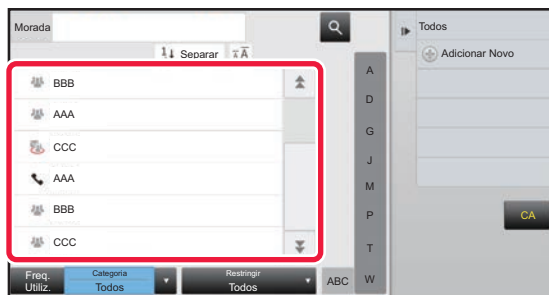 Morada
Separar
BBB
AAA
CCC
AAA
BBB
CCC
A
D
G
J
M
P
T
W
Freq. Utiliz.
Categoria
Todos
Restringir
Todos
ABC
Todos
Adicionar Novo
CA